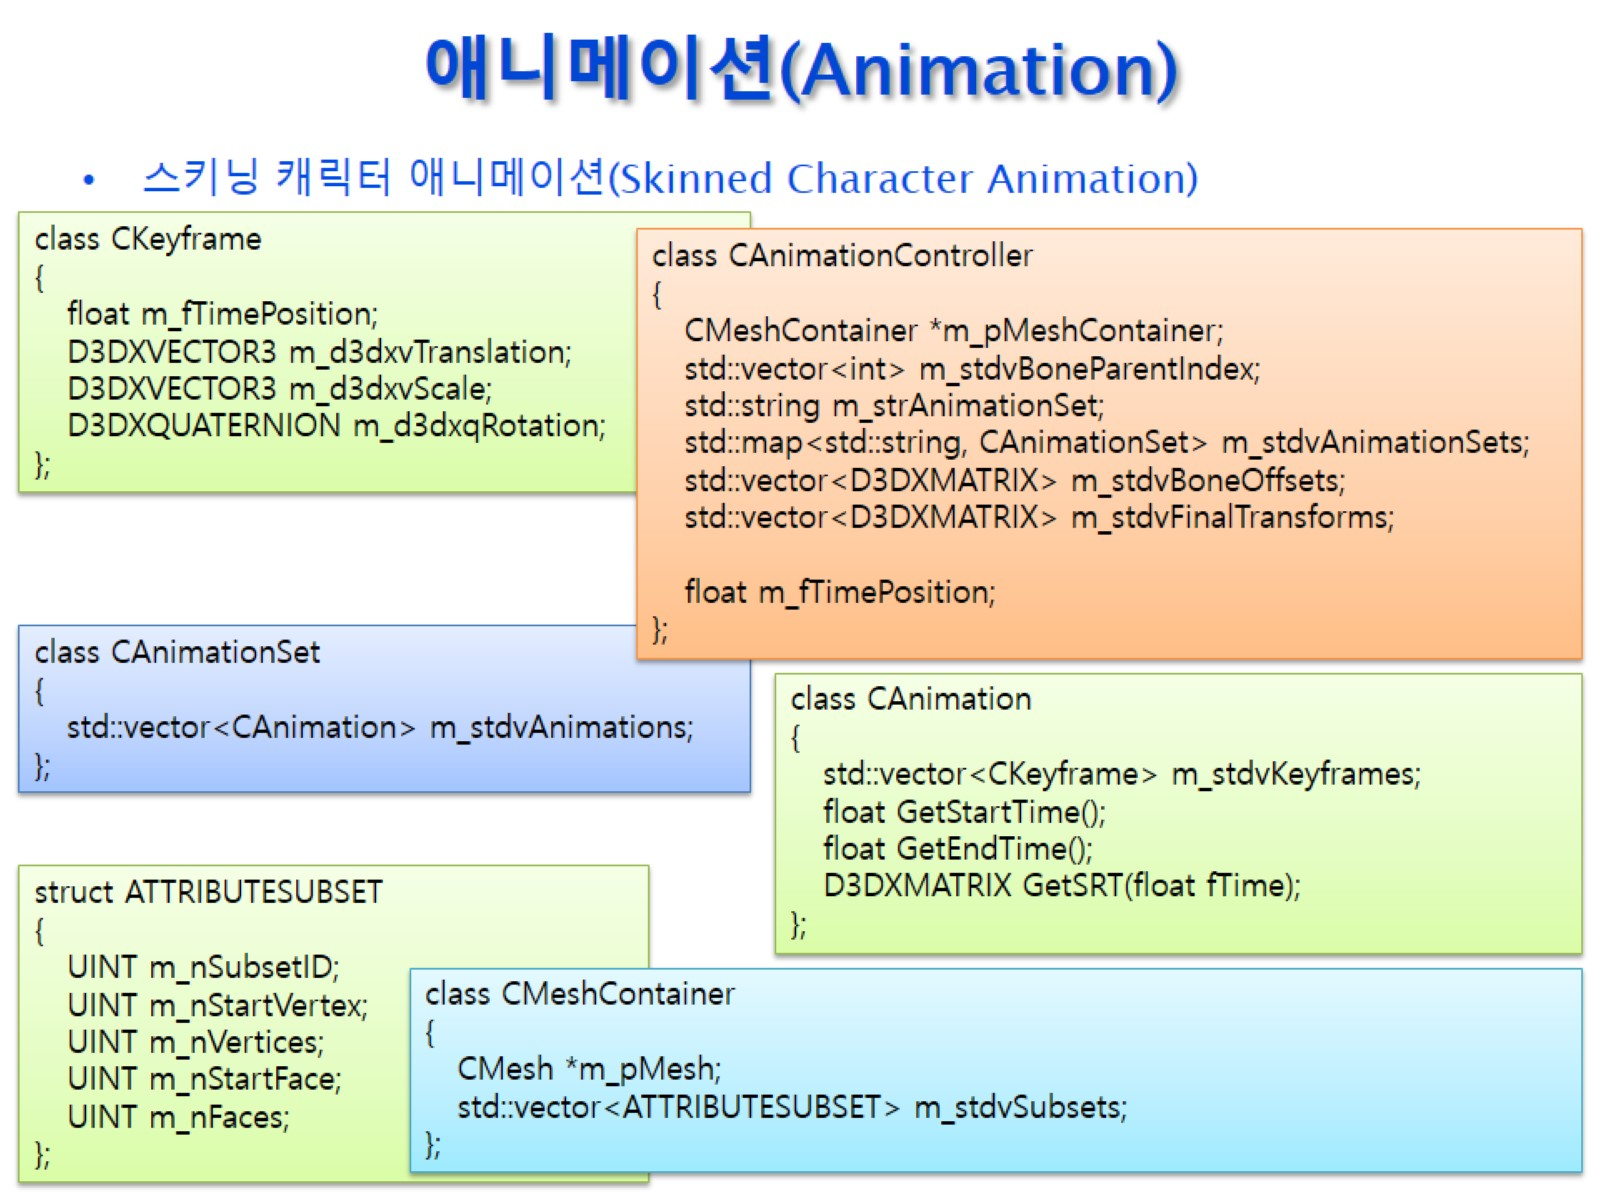 애니메이션(Animation)
• 스키닝 캐릭터 애니메이션(Skinned Character Animation)
class CKeyframe
{
float m_fTimePosition;
D3DXVECTOR3 m_d3dxvTranslation;
D3DXVECTOR3 m_d3dxvScale;
D3DXQUATERNION m_d3dxqRotation;
};
class CAnimationController
{
CMeshContainer *m_pMeshContainer;
std::vector<int> m_stdvBoneParentIndex;
std::string m_strAnimationSet;
std::map<std::string, CAnimationSet> m_stdvAnimationSets;
std::vector<D3DXMATRIX> m_stdvBoneOffsets;
std::vector<D3DXMATRIX> m_stdvFinalTransforms;
float m_fTimePosition;
};
class CAnimationSet
{
std::vector<CAnimation> m_stdvAnimations;
};
class CAnimation
{
std::vector<CKeyframe> m_stdvKeyframes;
float GetStartTime();
float GetEndTime();
D3DXMATRIX GetSRT(float fTime);
};
struct ATTRIBUTESUBSET
{
UINT m_nSubsetID;
UINT m_nStartVertex;
UINT m_nVertices;
UINT m_nStartFace;
UINT m_nFaces;
};
class CMeshContainer
{
CMesh *m_pMesh;
std::vector<ATTRIBUTESUBSET> m_stdvSubsets;
};